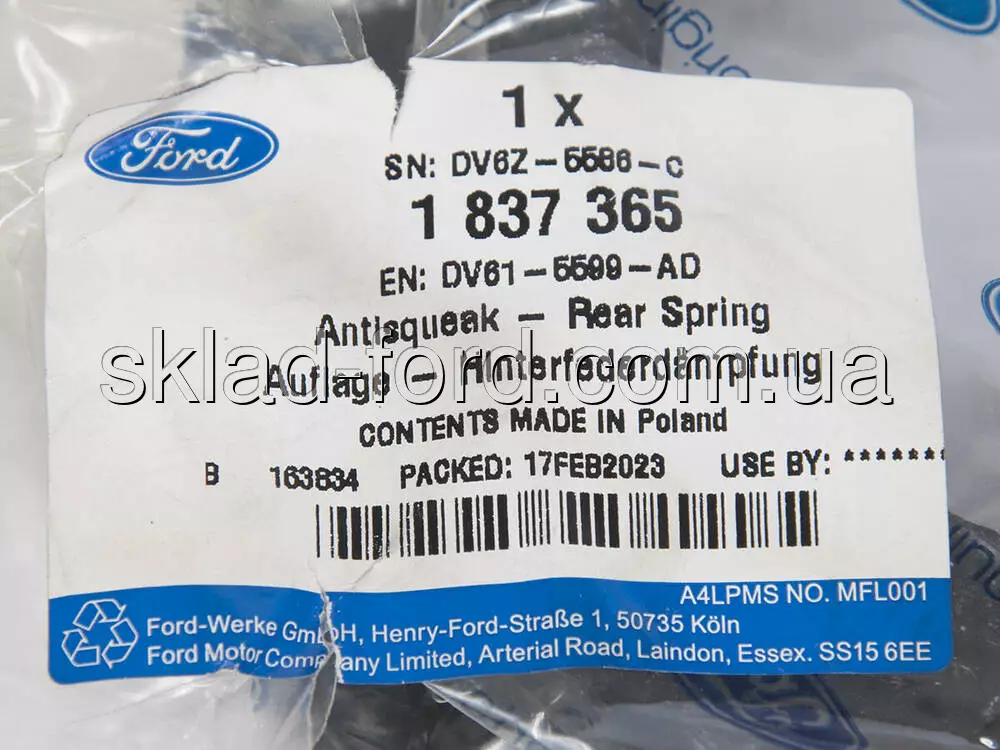 Ford
1 x
SN: DV6Z-5586-C
1 837 365
EN: DV61-5599-AD
Antisqueak - Rear Spring
Auflage - Hinterfederdämpfung
sklad-ford.com.ua
CONTENTS MADE IN Poland
B 163834 PACKED: 17FEB2023 USE BY: *******
A4LPMS NO. MFL001
Ford-Werke GmbH, Henry-Ford-Straße 1, 50735 Köln
Ford Motor Company Limited, Arterial Road, Laindon, Essex. SS15 6EE